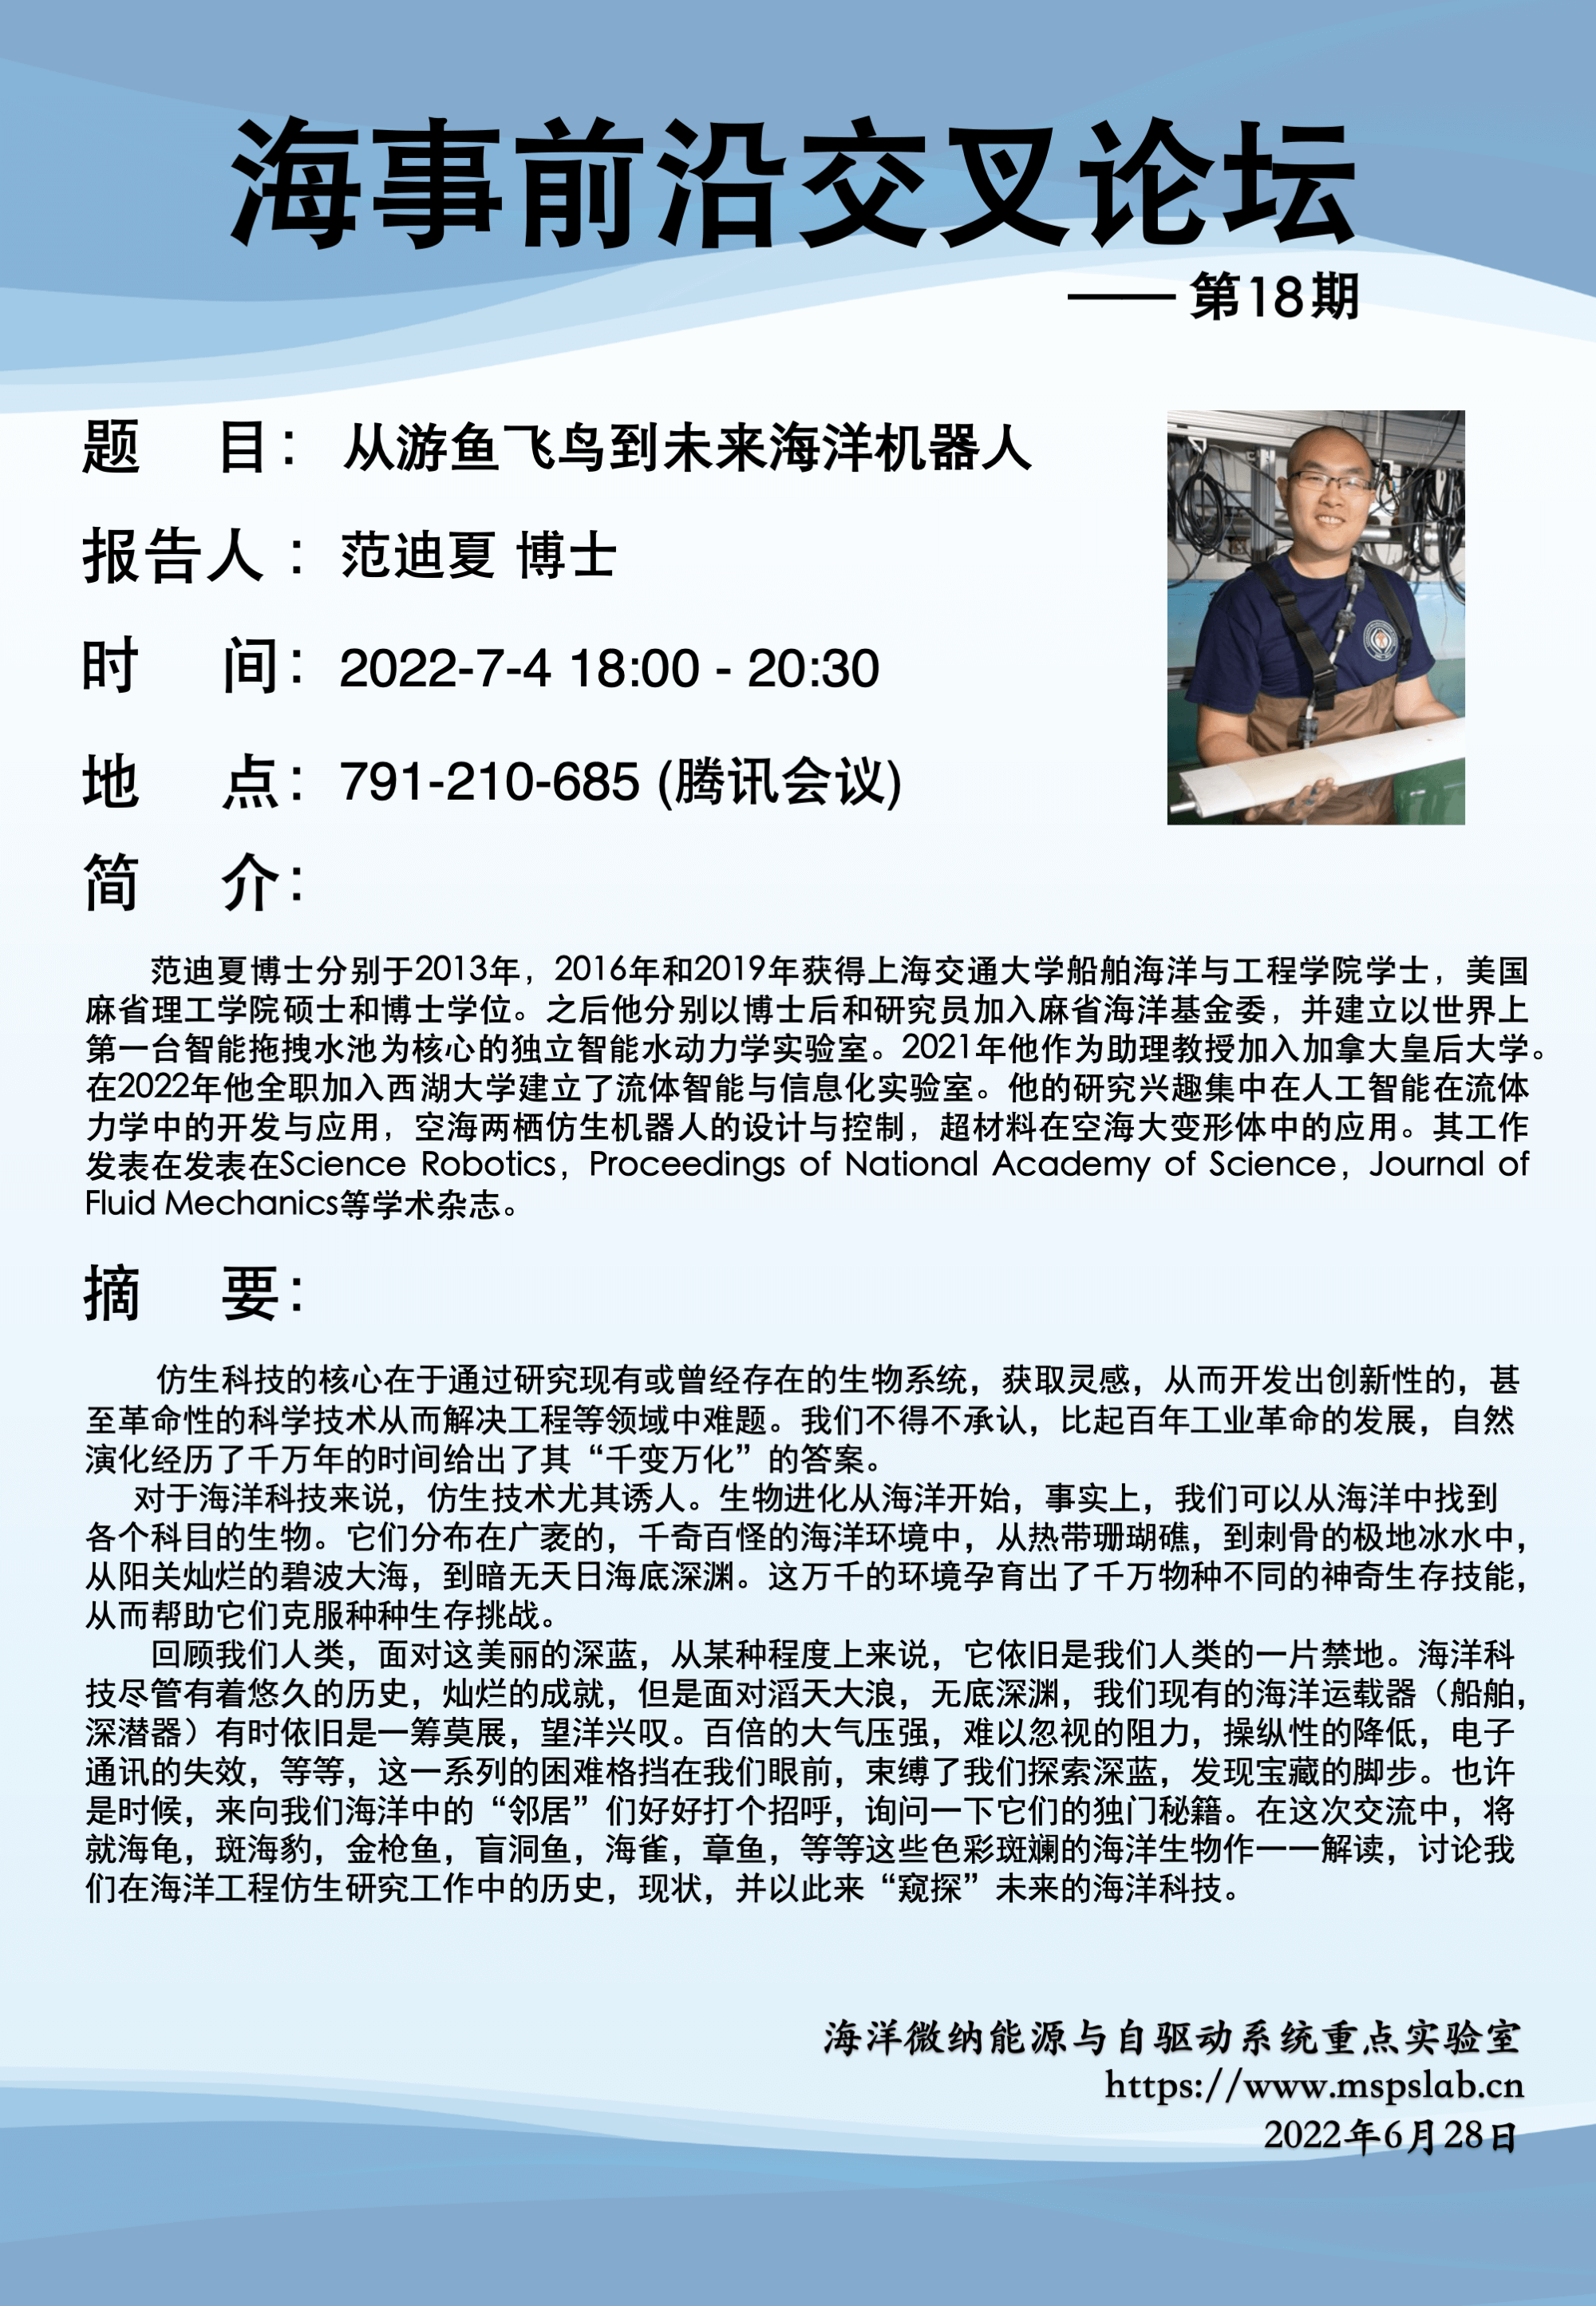 海事前沿交叉论坛
—— 第18期
题 目： 从游鱼飞鸟到未来海洋机器人
报告人： 范迪夏 博士
时 间： 2022-7-4 18:00 - 20:30
地 点： 791-210-685 (腾讯会议)
简 介：
范迪夏博士分别于2013年，2016年和2019年获得上海交通大学船舶海洋与工程学院学士，美国
麻省理工学院硕士和博士学位。之后他分别以博士后和研究员加入麻省海洋基金委，并建立以世界上
第一台智能拖拽水池为核心的独立智能水动力学实验室。2021年他作为助理教授加入加拿大皇后大学。
在2022年他全职加入西湖大学建立了流体智能与信息化实验室。他的研究兴趣集中在人工智能在流体
力学中的开发与应用，空海两栖仿生机器人的设计与控制，超材料在空海大变形体中的应用。其工作
发表在发表在Science Robotics，Proceedings of National Academy of Science，Journal of
Fluid Mechanics等学术杂志。
摘 要：
仿生科技的核心在于通过研究现有或曾经存在的生物系统，获取灵感，从而开发出创新性的，甚
至革命性的科学技术从而解决工程等领域中难题。我们不得不承认，比起百年工业革命的发展，自然
演化经历了千万年的时间给出了其“千变万化”的答案。
对于海洋科技来说，仿生技术尤其诱人。生物进化从海洋开始，事实上，我们可以从海洋中找到
各个科目的生物。它们分布在广袤的，千奇百怪的海洋环境中，从热带珊瑚礁，到刺骨的极地冰水中，
从阳关灿烂的碧波大海，到暗无天日海底深渊。这万千的环境孕育出了千万物种不同的神奇生存技能，
从而帮助它们克服种种生存挑战。
回顾我们人类，面对这美丽的深蓝，从某种程度上来说，它依旧是我们人类的一片禁地。海洋科
技尽管有着悠久的历史，灿烂的成就，但是面对滔天大浪，无底深渊，我们现有的海洋运载器（船舶，
深潜器）有时依旧是一筹莫展，望洋兴叹。百倍的大气压强，难以忽视的阻力，操纵性的降低，电子
通讯的失效，等等，这一系列的困难格挡在我们眼前，束缚了我们探索深蓝，发现宝藏的脚步。也许
是时候，来向我们海洋中的“邻居”们好好打个招呼，询问一下它们的独门秘籍。在这次交流中，将
就海龟，斑海豹，金枪鱼，盲洞鱼，海雀，章鱼，等等这些色彩斑斓的海洋生物作一一解读，讨论我
们在海洋工程仿生研究工作中的历史，现状，并以此来“窥探”未来的海洋科技。
海洋微纳能源与自驱动系统重点实验室
https://www.mspslab.cn
2022年6月28日